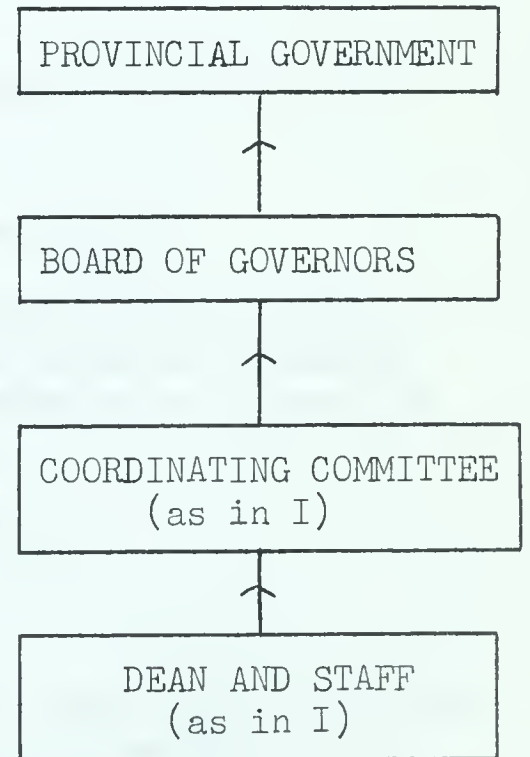 PROVINCIAL GOVERNMENT
BOARD OF GOVERNORS
COORDINATING COMMITTEE
(as in I)
DEAN AND STAFF
(as in I)